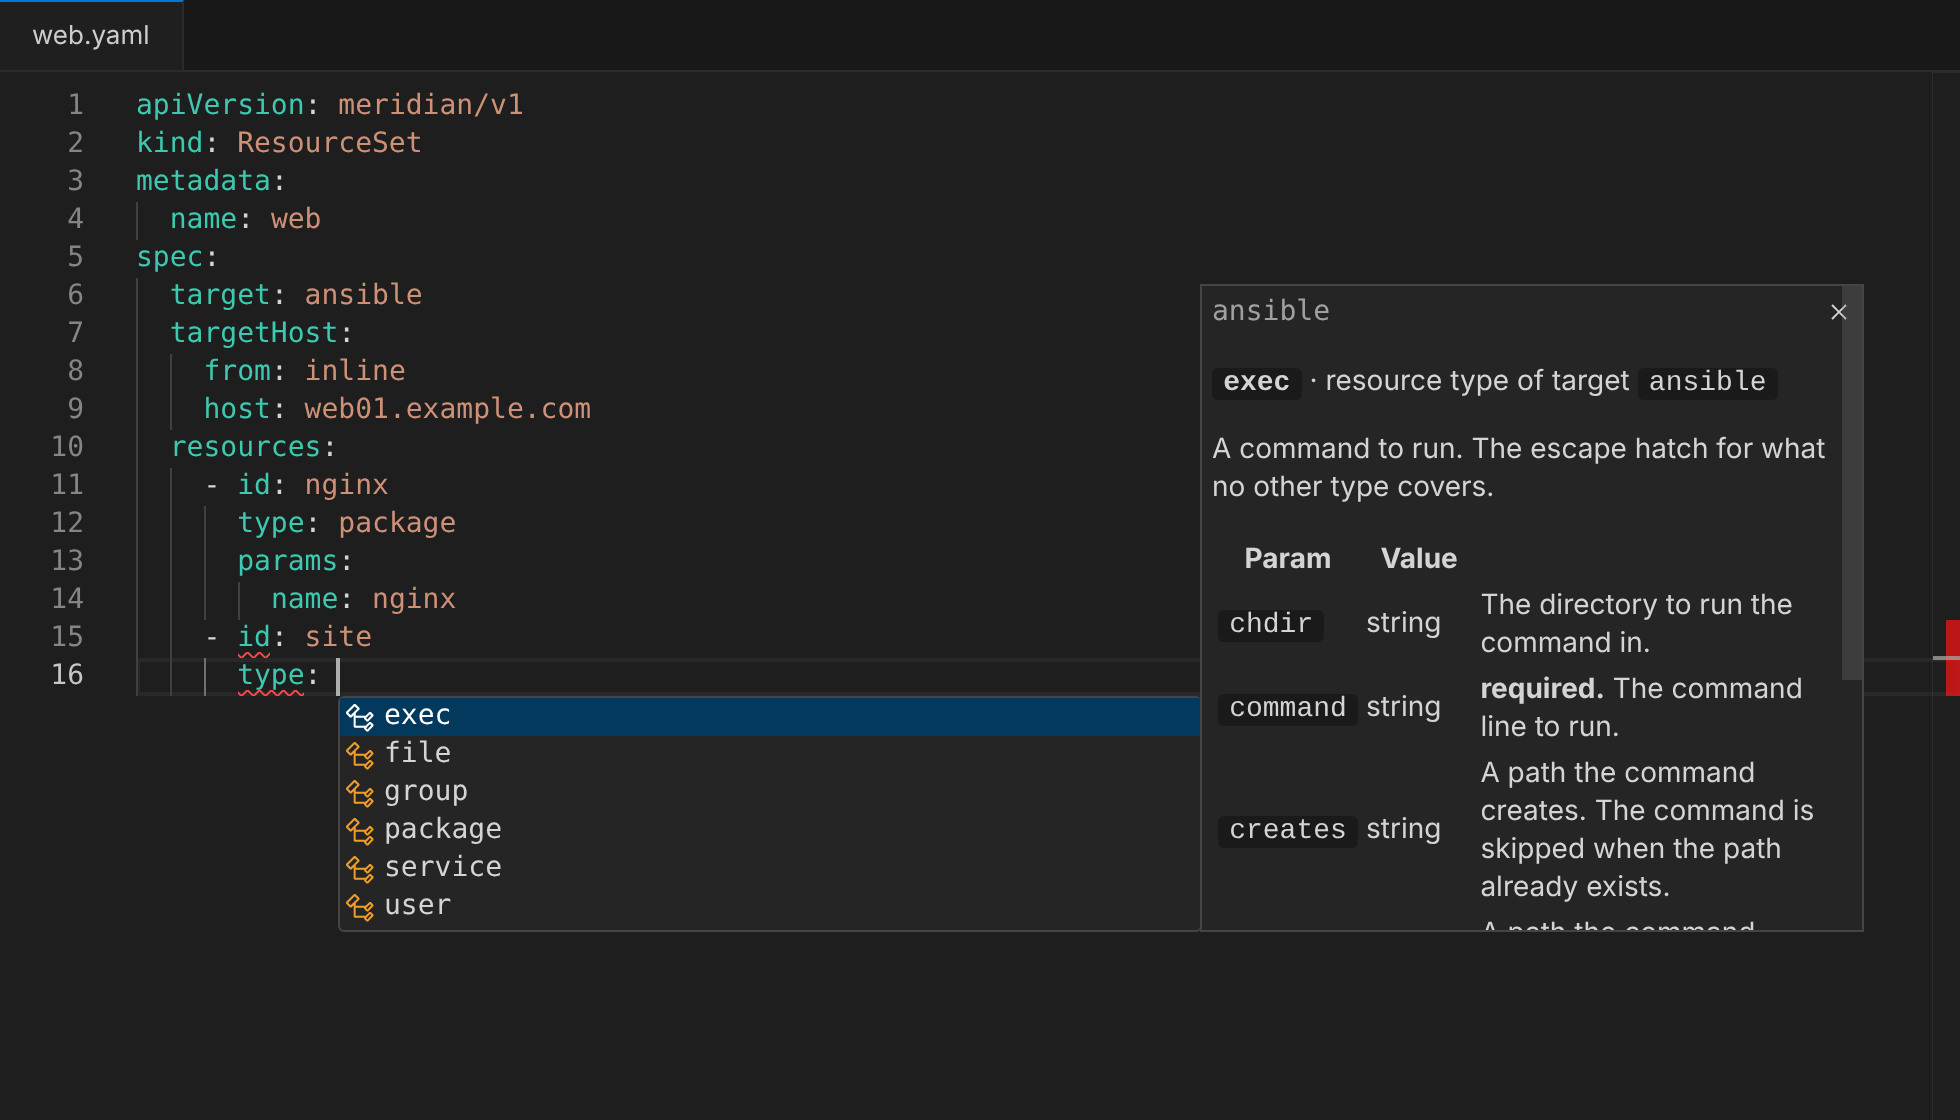 web.yaml
1 apiVersion: meridian/v1
2 kind: ResourceSet
3 metadata:
4 name: web
5 spec:
6 target: ansible
7 targetHost:
8 from: inline
9 host: web01.example.com
10 resources:
11 - id: nginx
12 type: package
13 params:
14 name: nginx
15 - id: site
16 type:
exec
file
group
package
service
user
ansible
exec · resource type of target ansible
A command to run. The escape hatch for what
no other type covers.
Param Value
chdir string The directory to run the
command in.
command string required. The command
line to run.
creates string A path the command
creates. The command is
skipped when the path
already exists.
A path the command